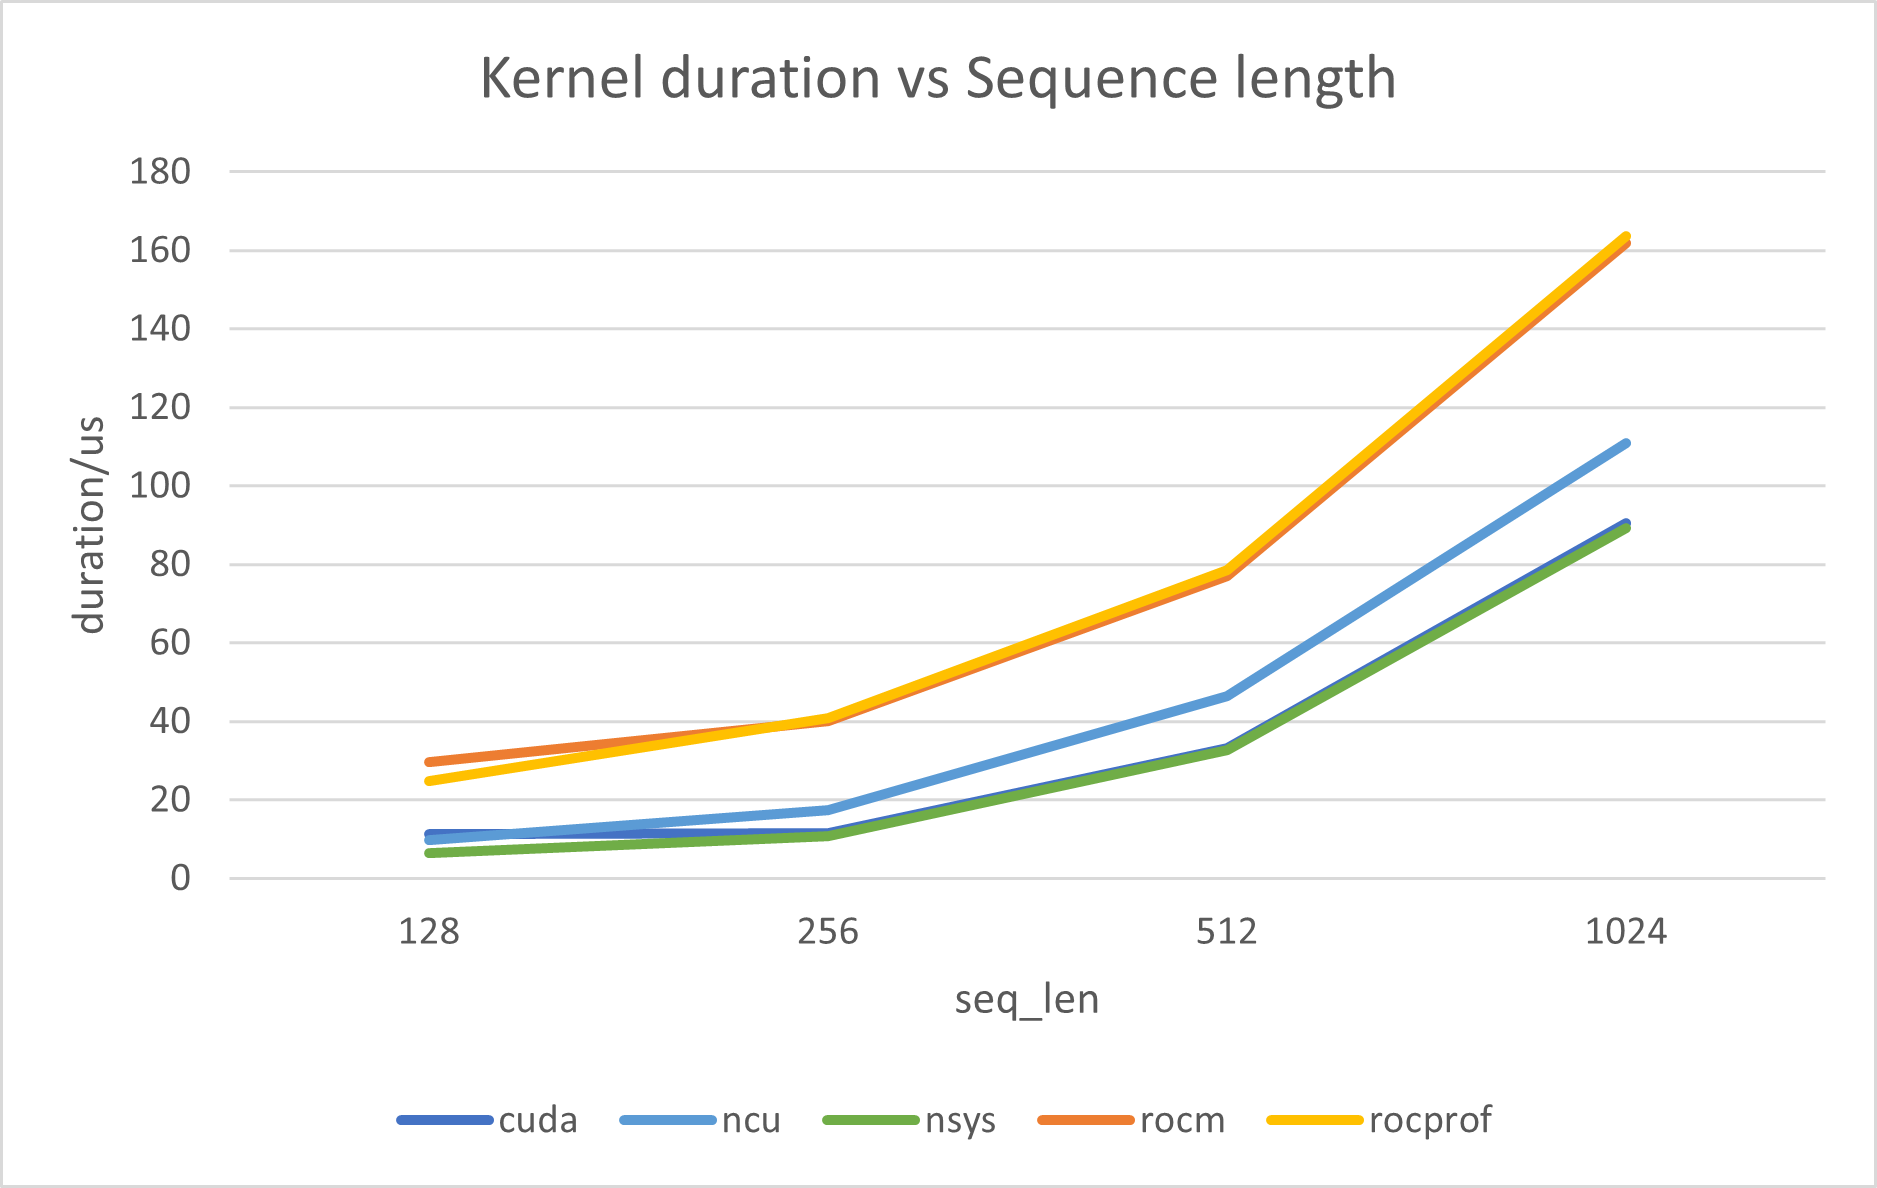 Kernel duration vs Sequence length
180
160
140
120
100
80
60
40
20
0
duration/us
128 256 512 1024
seq_len
cuda ncu nsys rocm rocprof